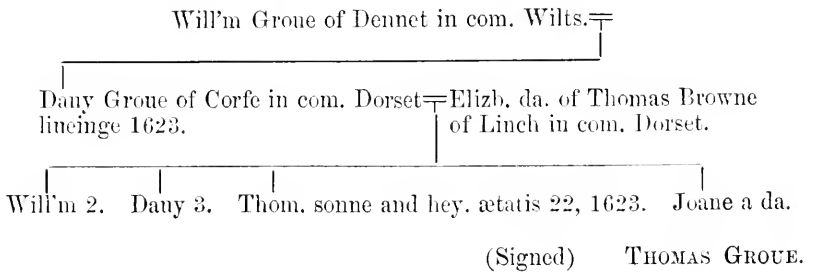 Will'm Groue of Dennet in com. Wilts.
Dauy Groue of Corfe in com. Dorset Elizb. da. of Thomas Browne
liueinge 1623. of Linch in com. Dorset.
Will'm 2. Dauy 3. Thom. sonne and hey. ætatis 22, 1623. Joane a da.
(Signed) THOMAS GROUE.